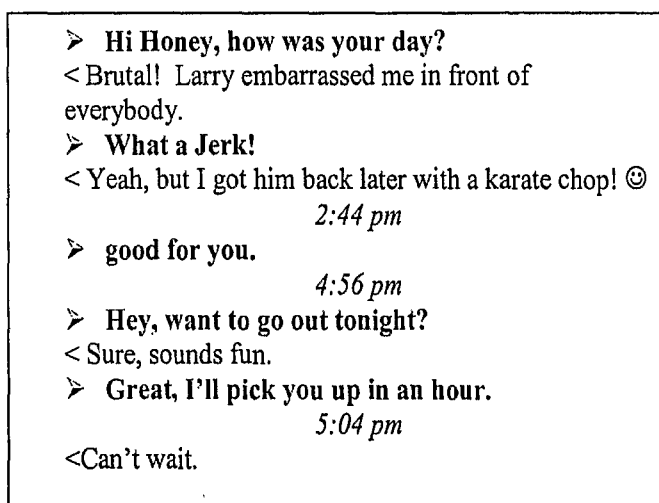 ➢ Hi Honey, how was your day?
< Brutal! Larry embarrassed me in front of
everybody.
➢ What a Jerk!
< Yeah, but I got him back later with a karate chop! ☺
2:44 pm
➢ good for you.
4:56 pm
➢ Hey, want to go out tonight?
< Sure, sounds fun.
➢ Great, I'll pick you up in an hour.
5:04 pm
<Can't wait.